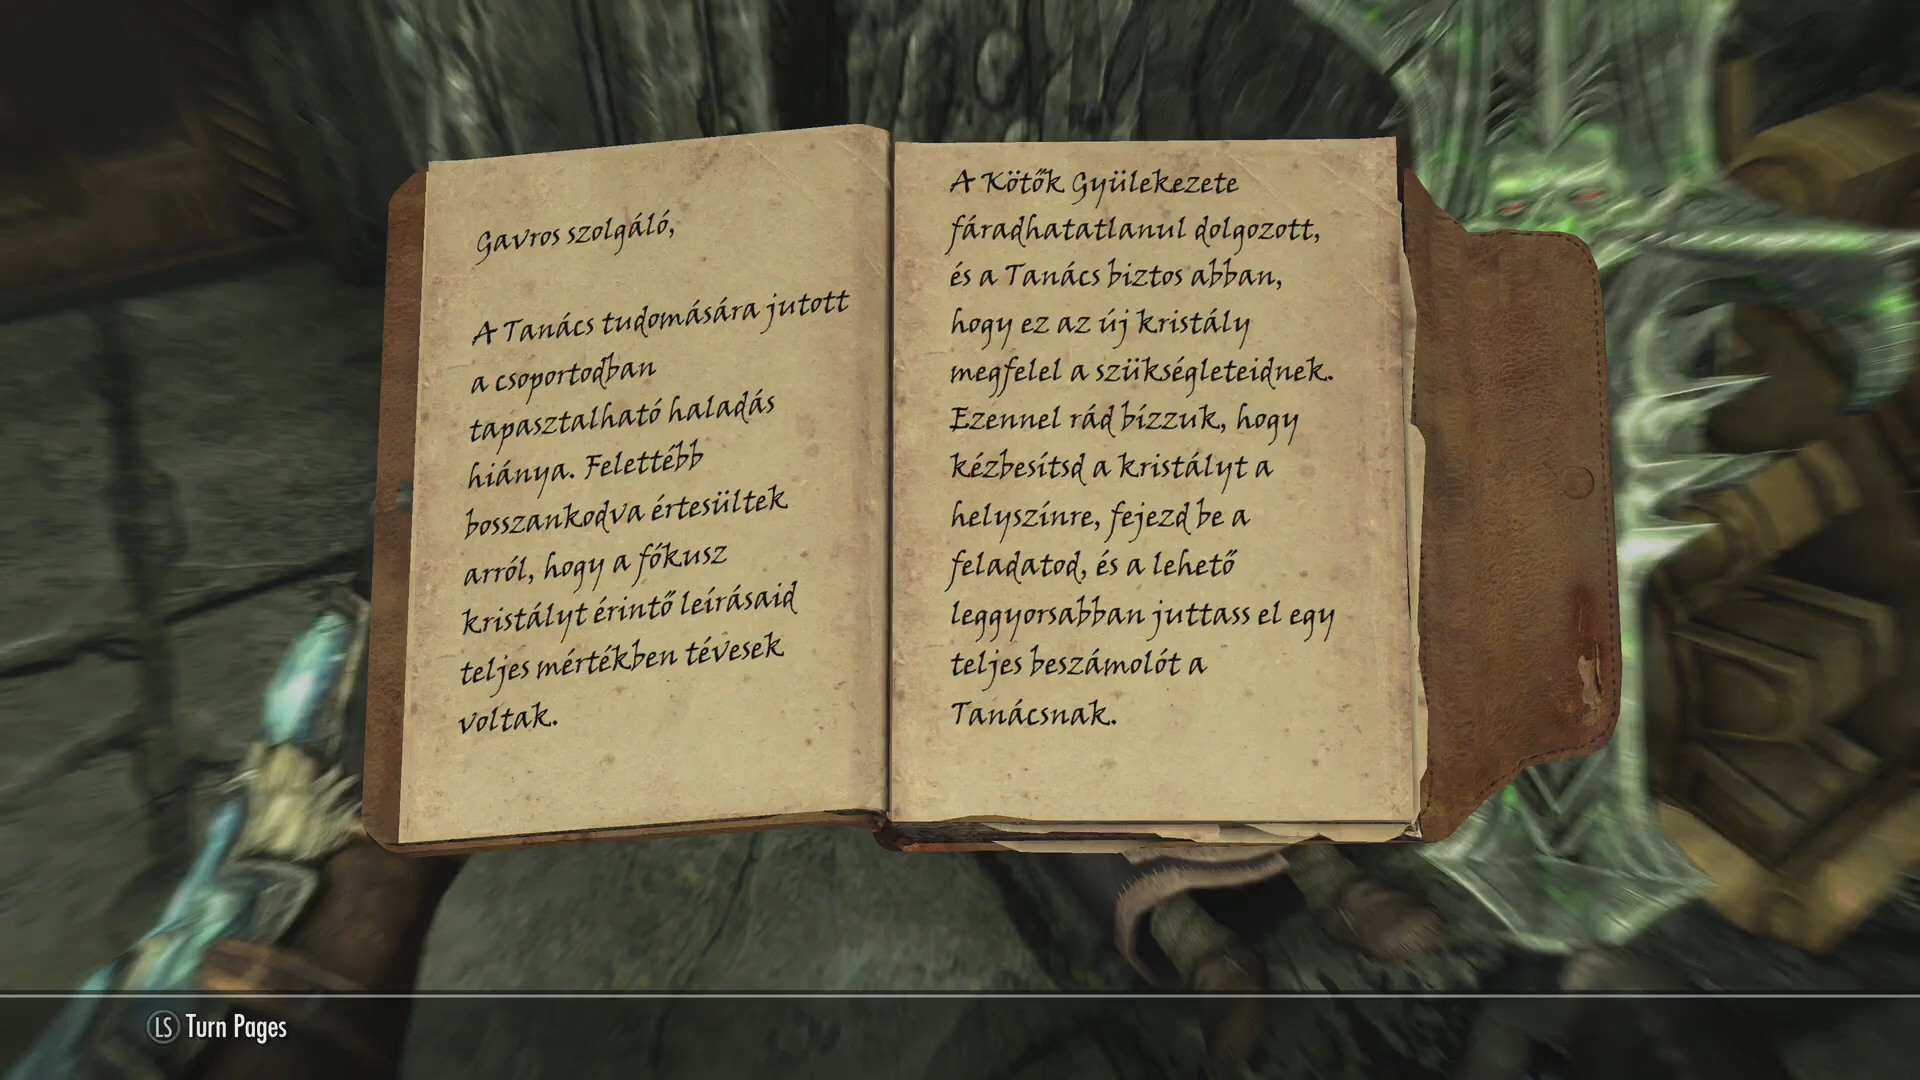 Gavros szolgáló,
A Tanács tudomására jutott
a csoportodban
tapasztalható haladás
hiánya. Felettébb
bosszankodva értesültek
arról, hogy a fókusz
kristályt érintő leírásaid
teljes mértékben tévesek
voltak.
A Kötők Gyülekezete
fáradhatatlanul dolgozott,
és a Tanács biztos abban,
hogy ez az új kristály
megfelel a szükségleteidnek.
Ezennel rád bízzuk, hogy
kézbesítsd a kristályt a
helyszínre, fejezd be a
feladatod, és a lehető
leggyorsabban juttass el egy
teljes beszámolót a
Tanácsnak.
LS Turn Pages